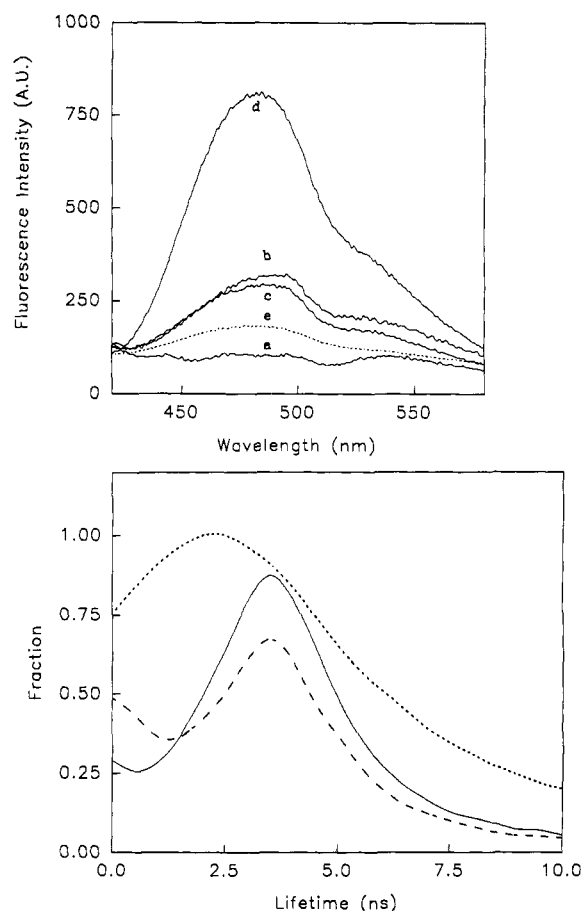 Fluorescence Intensity (A.U.)
1000
750
500
250
0
d
b
c
e
a
450
500
550
Wavelength (nm)
Fraction
1.00
0.75
0.50
0.25
0.00
0.0
2.5
5.0
7.5
10.0
Lifetime (ns)